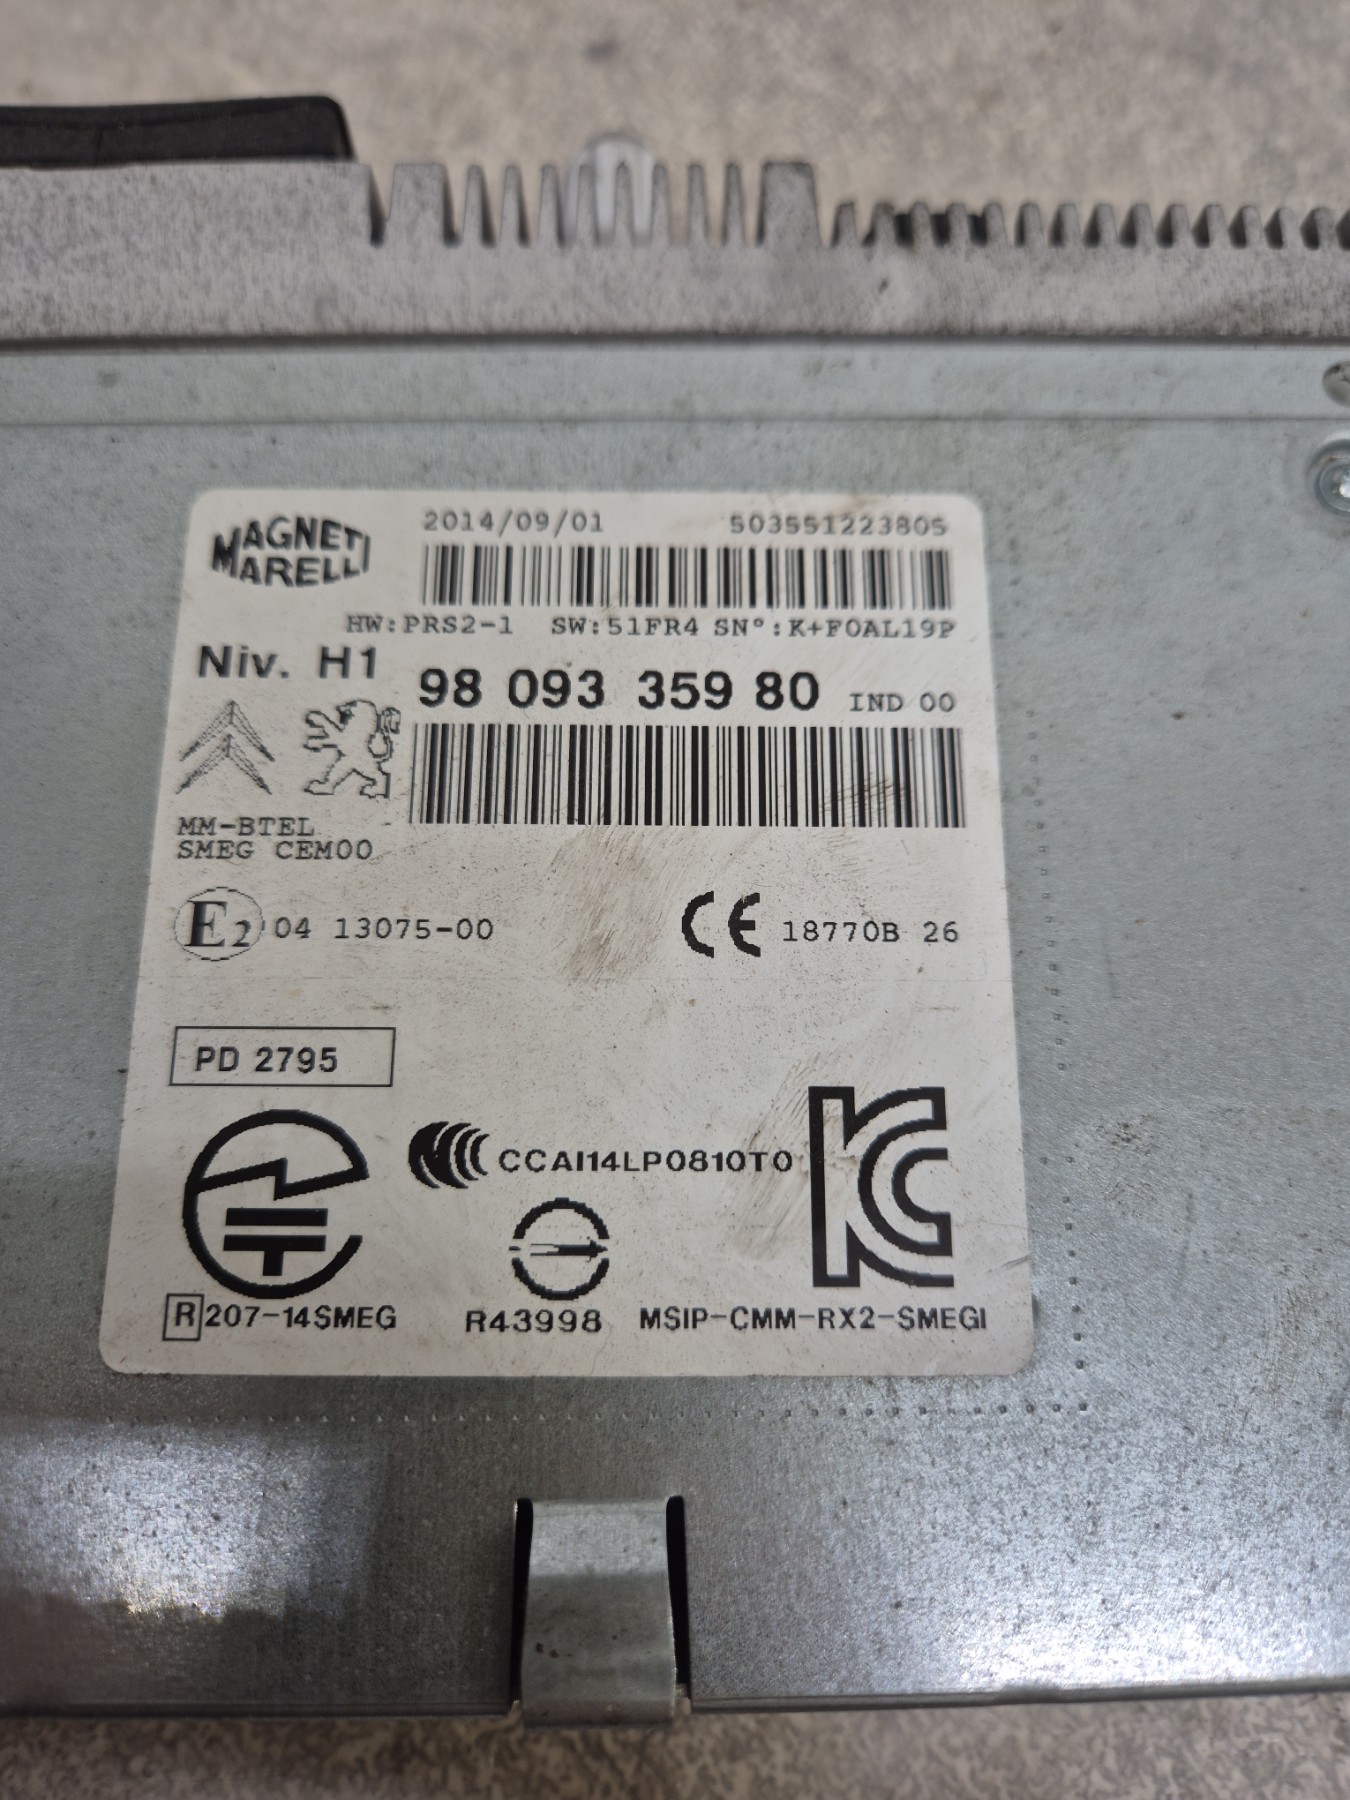 MAGNETI
MARELLI
2014/09/01 503551223805
HW:PRS2-1 SW:51FR4 SN°:K+F0AL19P
Niv. H1
98 093 359 80 IND 00
MM-BTEL
SMEG CEM00
E2 04 13075-00
CE 18770B 26
PD 2795
CCC CCAI14LP0810T0
KC
R 207-14SMEG
R43998
MSIP-CMM-RX2-SMEGI